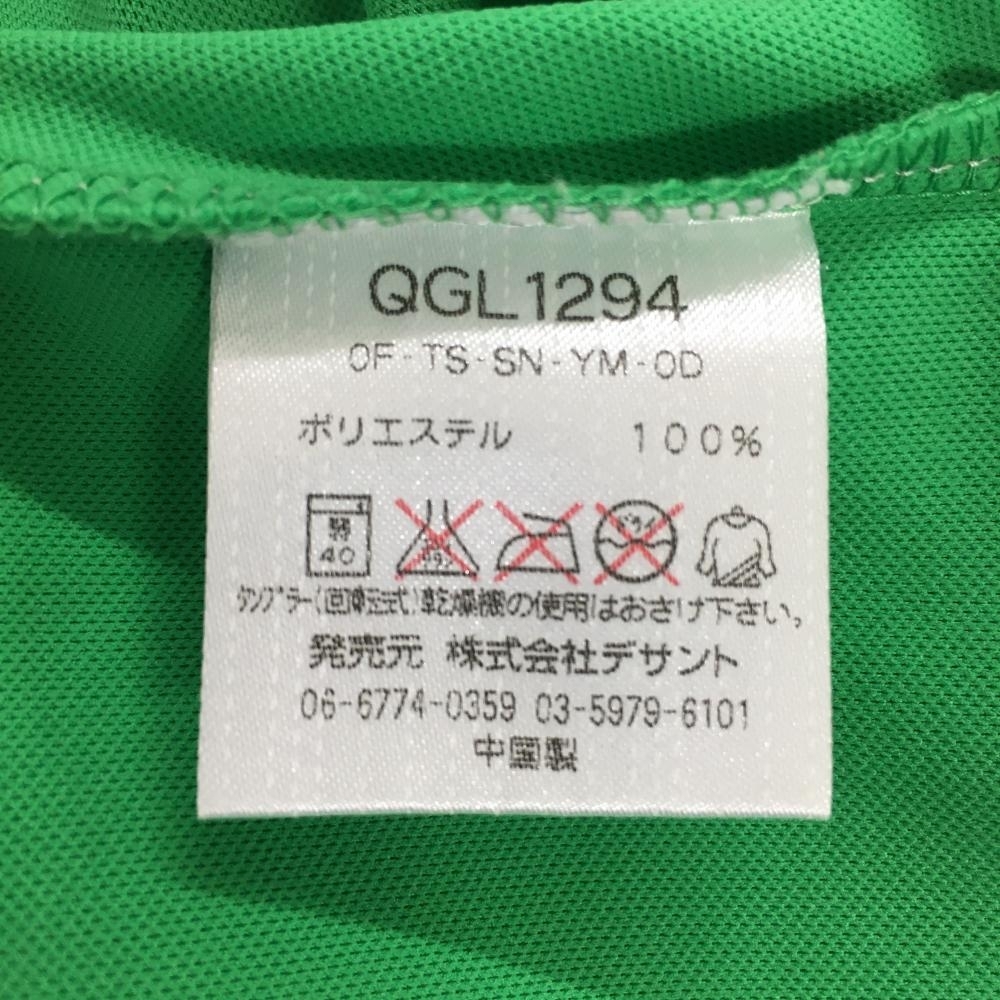 QGL1294
OF-TS-SN-YM-OD
ポリエステル 100%
40
タンブラー(回転式)乾燥機の使用はおさけ下さい。
発売元 株式会社デサント
06-6774-0359 03-5979-6101
中国製